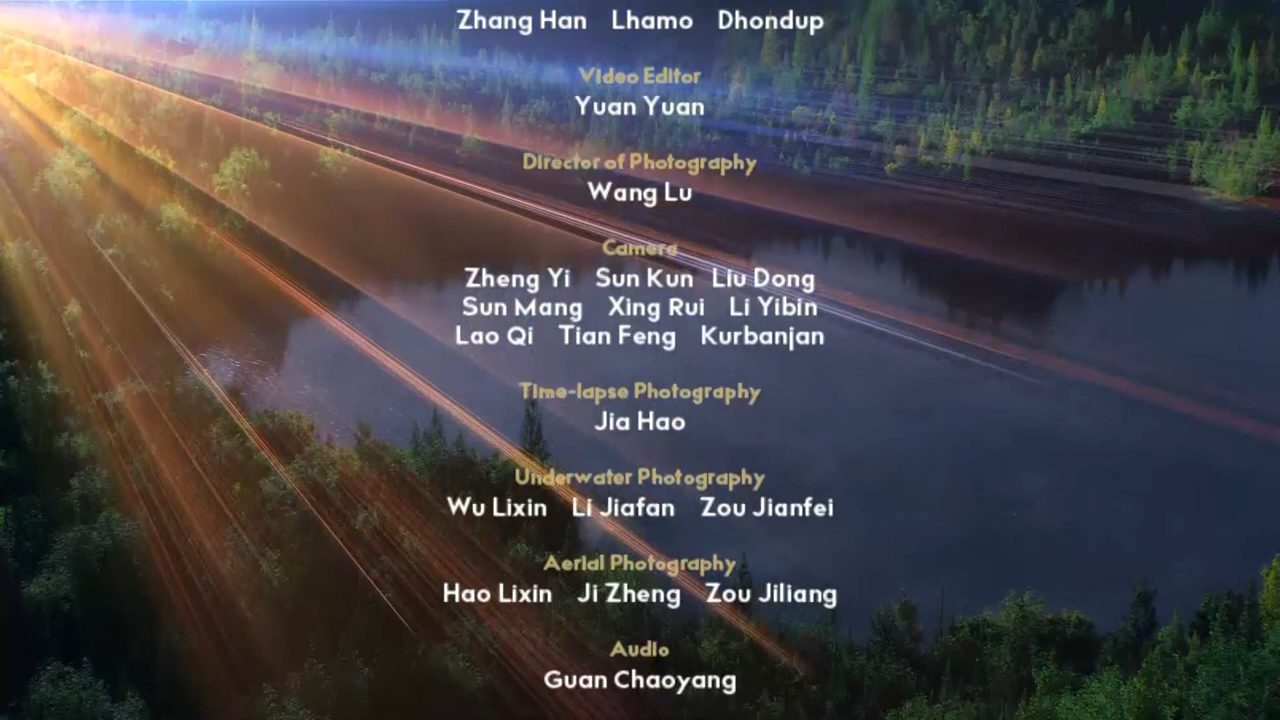 Zhang Han Lhamo Dhondup
Video Editor
Yuan Yuan
Director of Photography
Wang Lu
Camera
Zheng Yi Sun Kun Liu Dong
Sun Mang Xing Rui Li Yibin
Lao Qi Tian Feng Kurbanjan
Time-lapse Photography
Jia Hao
Underwater Photography
Wu Lixin Li Jiafan Zou Jianfei
Aerial Photography
Hao Lixin Ji Zheng Zou Jiliang
Audio
Guan Chaoyang